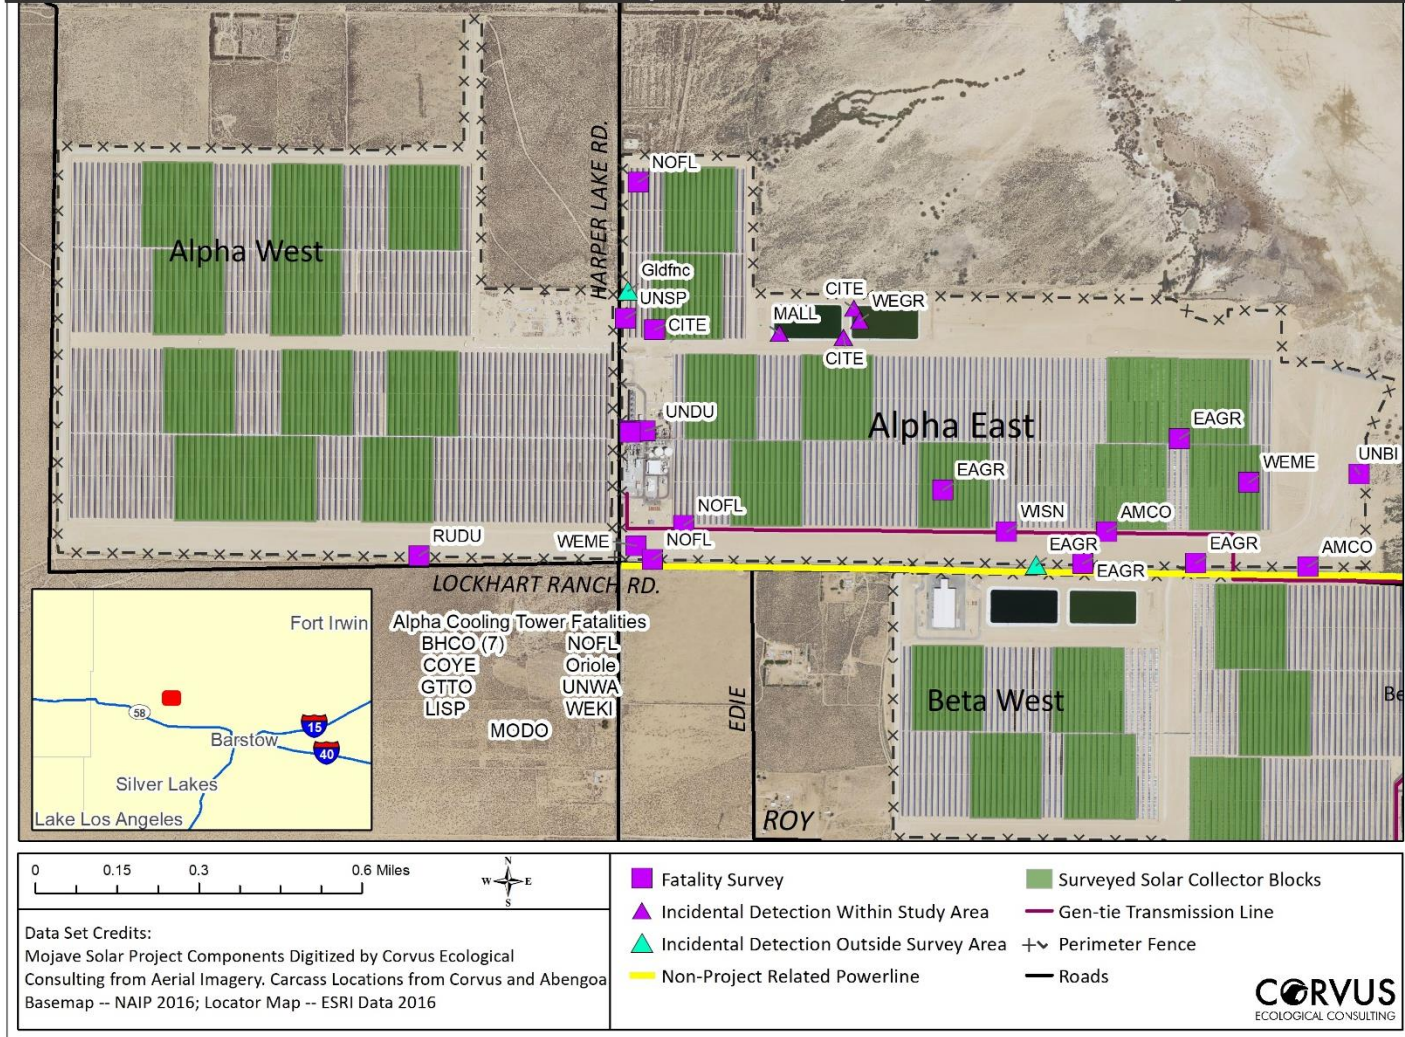 NOFL
HARPER LAKE RD.
Alpha West
Gldfnc
UNSP
CITE
CITE
WEGR
MALL
CITE
UNDU
Alpha East
EAGR
EAGR
WEME
UNBI
NOFL
WISN
AMCO
RUDU
WEME
NOFL
EAGR
EAGR
EAGR
AMCO
LOCKHART RANCH RD.
Alpha Cooling Tower Fatalities
BHCO (7) NOFL
COYE Oriole
GTTO UNWA
LISP WEKI
MODO
EDIE
ROY
Beta West
Be
Fort Irwin
58
15
Barstow
40
Silver Lakes
Lake Los Angeles
0 0.15 0.3 0.6 Miles
N
W E
S
Data Set Credits:
Mojave Solar Project Components Digitized by Corvus Ecological
Consulting from Aerial Imagery. Carcass Locations from Corvus and Abengoa
Basemap -- NAIP 2016; Locator Map -- ESRI Data 2016
Fatality Survey
Incidental Detection Within Study Area
Incidental Detection Outside Survey Area
Non-Project Related Powerline
Surveyed Solar Collector Blocks
Gen-tie Transmission Line
Perimeter Fence
Roads
CORVUS
ECOLOGICAL CONSULTING